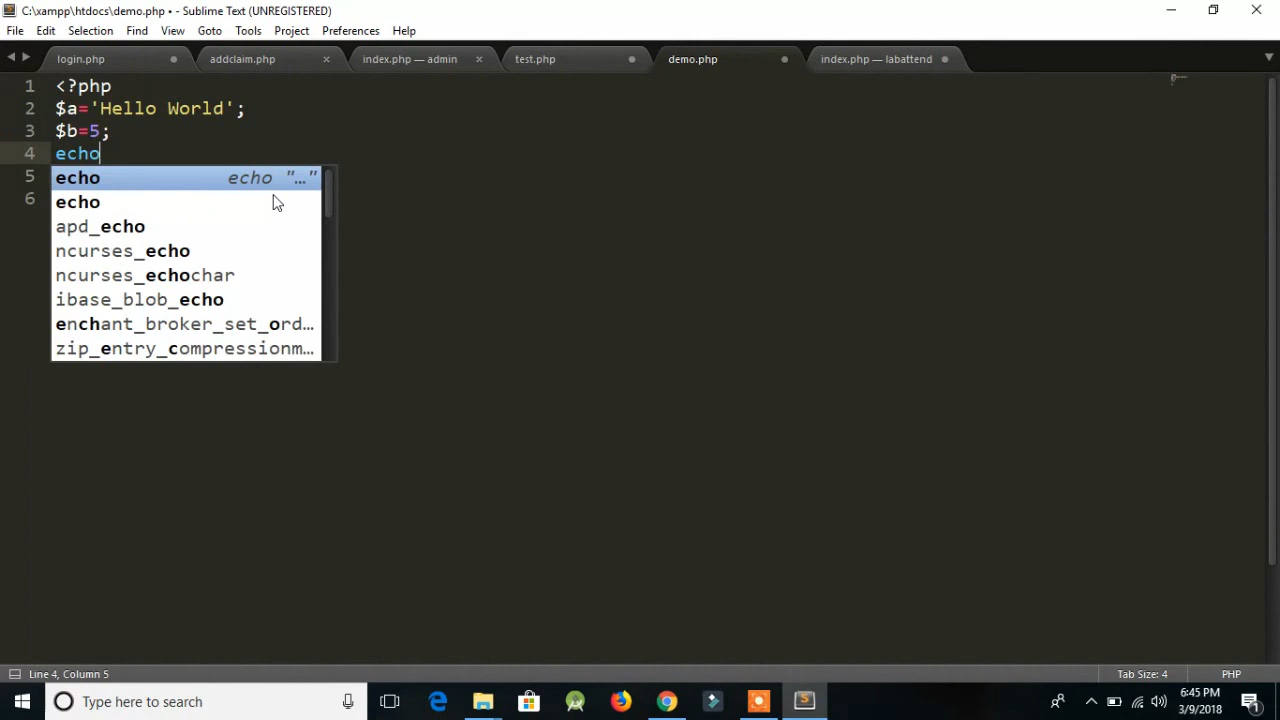 C:\xampp\htdocs\demo.php • - Sublime Text (UNREGISTERED)
File Edit Selection Find View Goto Tools Project Preferences Help
login.php addclaim.php index.php — admin test.php demo.php index.php — labattend
1 <?php
2 $a='Hello World';
3 $b=5;
4 echo
5 echo echo "…"
6 echo
apd_echo
ncurses_echo
ncurses_echochar
ibase_blob_echo
enchant_broker_set_ord…
zip_entry_compressionm…
Line 4, Column 5 Tab Size: 4 PHP
Type here to search 6:45 PM
3/9/2018 1